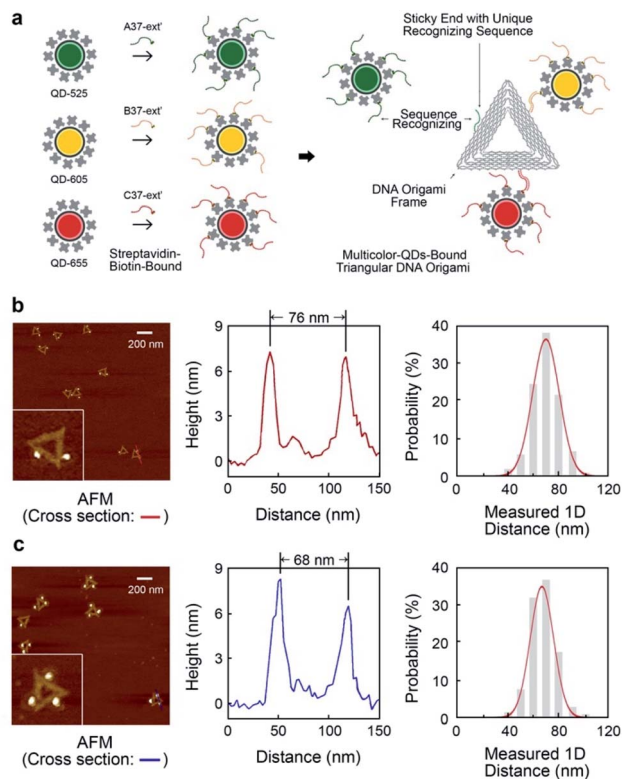 a
A37-ext’
QD-525
B37-ext’
QD-605
C37-ext’
QD-655
Streptavidin-
Biotin-Bound
Sticky End with Unique
Recognizing Sequence
Sequence
Recognizing
DNA Origami
Frame
Multicolor-QDs-Bound
Triangular DNA Origami
b
200 nm
AFM
(Cross section: )
76 nm
Height (nm)
9
6
3
0
0 50 100 150
Distance (nm)
Probability (%)
40
30
20
10
0
0 40 80 120
Measured 1D
Distance (nm)
c
200 nm
AFM
(Cross section: )
68 nm
Height (nm)
9
6
3
0
0 50 100 150
Distance (nm)
Probability (%)
40
30
20
10
0
0 40 80 120
Measured 1D
Distance (nm)